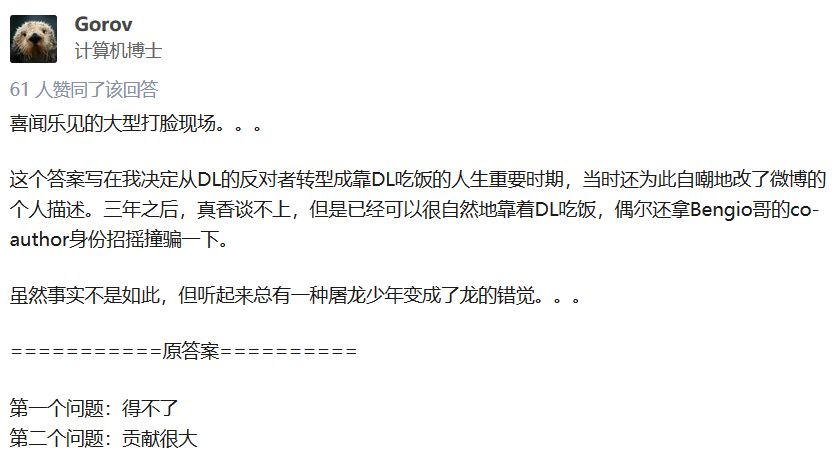 Gorov
计算机博士
61 人赞同了该回答
喜闻乐见的大型打脸现场。。。
这个答案写在我决定从DL的反对者转型成靠DL吃饭的人生重要时期，当时还为此自嘲地改了微博的
个人描述。三年之后，真香谈不上，但是已经可以很自然地靠着DL吃饭，偶尔还拿Bengio哥的co-
author身份招摇撞骗一下。
虽然事实不是如此，但听起来总有一种屠龙少年变成了龙的错觉。。。
===========原答案==========
第一个问题：得不了
第二个问题：贡献很大